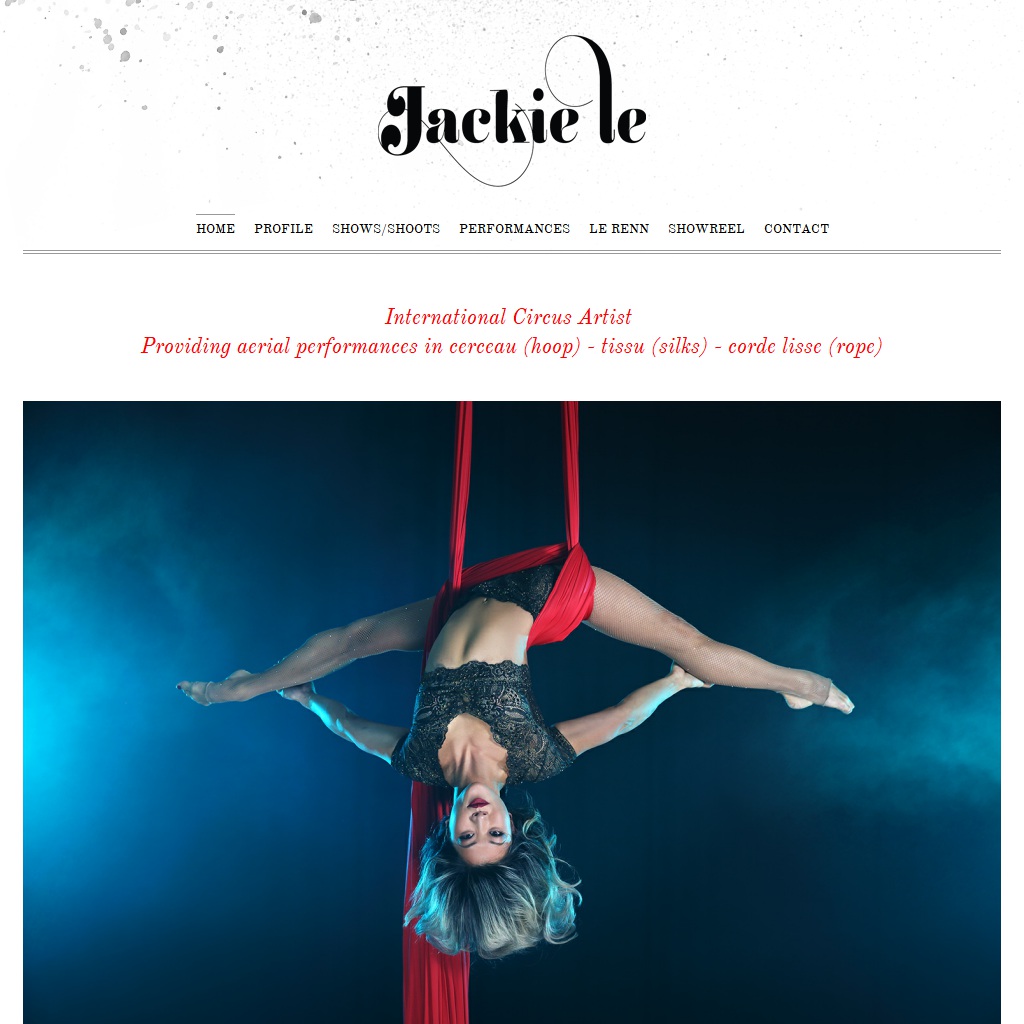 Jackie le
HOME PROFILE SHOWS/SHOOTS PERFORMANCES LE RENN SHOWREEL CONTACT
International Circus Artist
Providing aerial performances in cerceau (hoop) - tissu (silks) - corde lisse (rope)